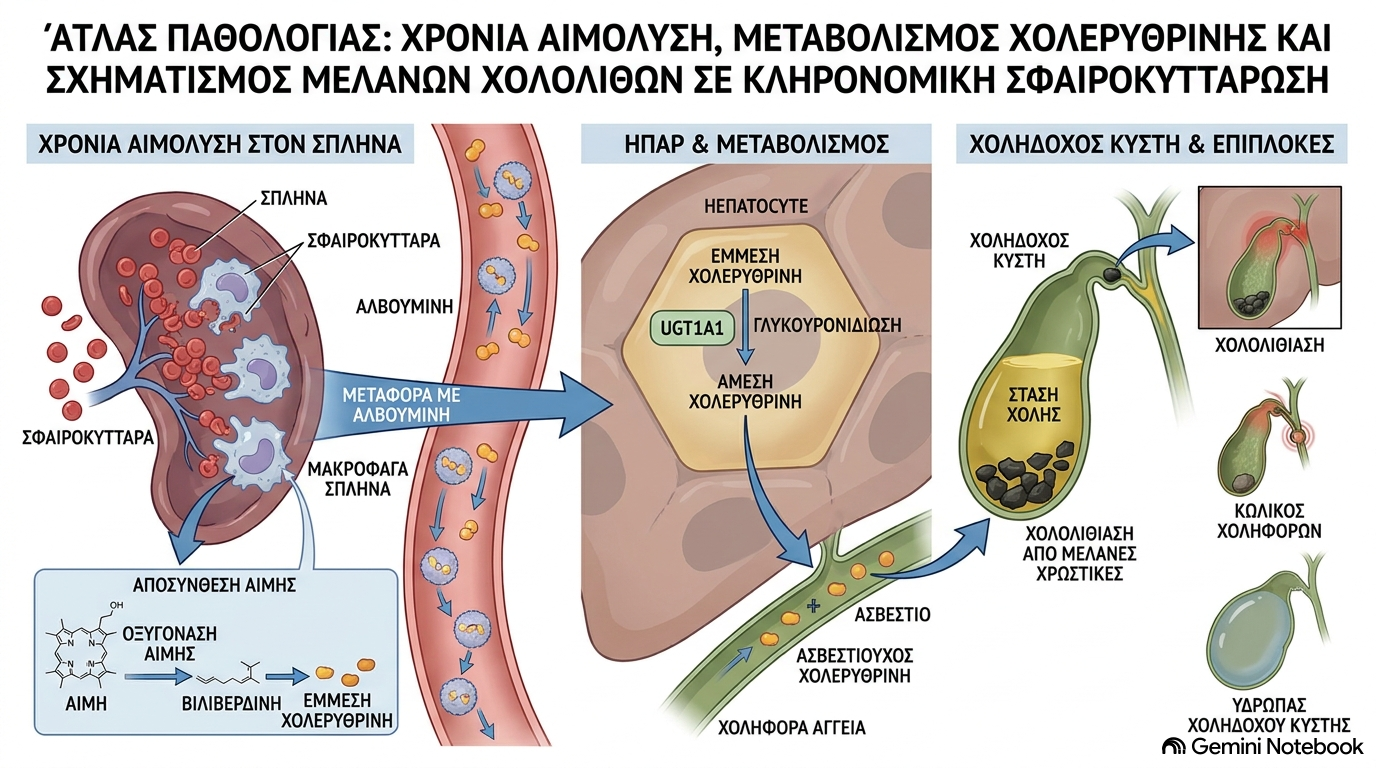 ʼΑΤΛΑΣ ΠΑΘΟΛΟΓΙΑΣ: ΧΡΟΝΙΑ ΑΙΜΟΛΥΣΗ, ΜΕΤΑΒΟΛΙΣΜΟΣ ΧΟΛΕΡΥΘΡΙΝΗΣ ΚΑΙ
ΣΧΗΜΑΤΙΣΜΟΣ ΜΕΛΑΝΩΝ ΧΟΛΟΛΙΘΩΝ ΣΕ ΚΛΗΡΟΝΟΜΙΚΗ ΣΦΑΙΡΟΚΥΤΤΑΡΩΣΗ
ΧΡΟΝΙΑ ΑΙΜΟΛΥΣΗ ΣΤΟΝ ΣΠΛΗΝΑ
ΣΠΛΗΝΑ
ΣΦΑΙΡΟΚΥΤΤΑΡΑ
ΑΛΒΟΥΜΙΝΗ
ΜΕΤΑΦΟΡΑ ΜΕ
ΑΛΒΟΥΜΙΝΗ
ΣΦΑΙΡΟΚΥΤΤΑΡΑ
ΜΑΚΡΟΦΑΓΑ
ΣΠΛΗΝΑ
ΑΠΟΣΥΝΘΕΣΗ ΑΙΜΗΣ
OH
N
N
N
N
ΟΞΥΓΟΝΑΣΗ
ΑΙΜΗΣ
ΑΙΜΗ
ΒΙΛΙΒΕΡΔΙΝΗ
ΕΜΜΕΣΗ
ΧΟΛΕΡΥΘΡΙΝΗ
ΗΠΑΡ & ΜΕΤΑΒΟΛΙΣΜΟΣ
HEPATOCYTE
ΕΜΜΕΣΗ
ΧΟΛΕΡΥΘΡΙΝΗ
UGT1A1
ΓΛΥΚΟΥΡΟΝΙΔΙΩΣΗ
ΑΜΕΣΗ
ΧΟΛΕΡΥΘΡΙΝΗ
+
ΑΣΒΕΣΤΙΟ
ΑΣΒΕΣΤΙΟΥΧΟΣ
ΧΟΛΕΡΥΘΡΙΝΗ
ΧΟΛΗΦΟΡΑ ΑΓΓΕΙΑ
ΧΟΛΗΔΟΧΟΣ ΚΥΣΤΗ & ΕΠΙΠΛΟΚΕΣ
ΧΟΛΗΔΟΧΟΣ
ΚΥΣΤΗ
ΣΤΑΣΗ
ΧΟΛΗΣ
ΧΟΛΟΛΙΘΙΑΣΗ
ΑΠΟ ΜΕΛΑΝΕΣ
ΧΡΩΣΤΙΚΕΣ
ΧΟΛΟΛΙΘΙΑΣΗ
ΚΩΛΙΚΟΣ
ΧΟΛΗΦΟΡΩΝ
ΥΔΡΩΠΑΣ
ΧΟΛΗΔΟΧΟΥ ΚΥΣΤΗΣ
Gemini Notebook